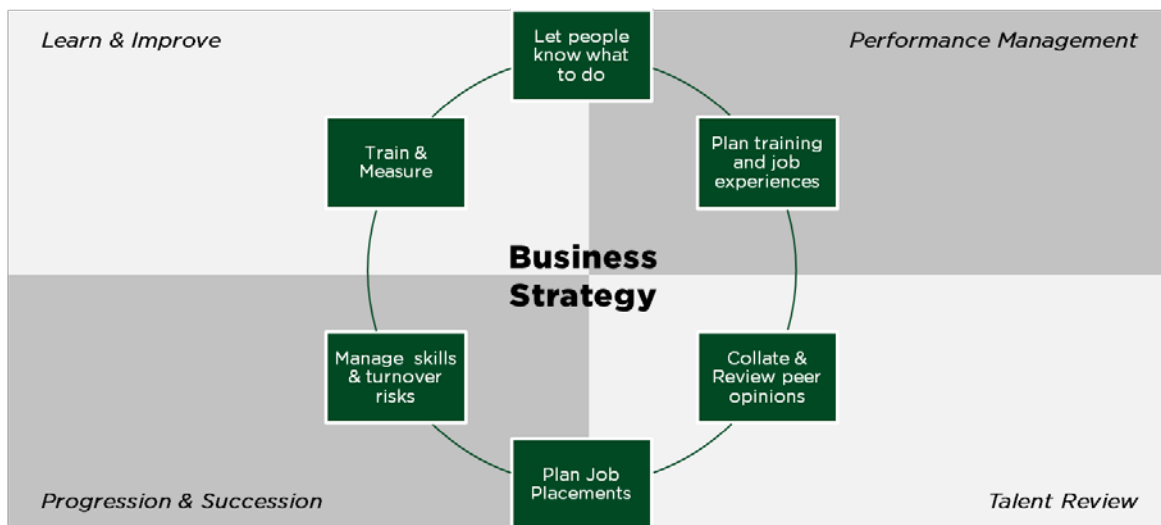 Learn & Improve
Performance Management
Let people
know what
to do
Train &
Measure
Plan training
and job
experiences
Business
Strategy
Manage skills
& turnover
risks
Collate &
Review peer
opinions
Plan Job
Placements
Progression & Succession
Talent Review